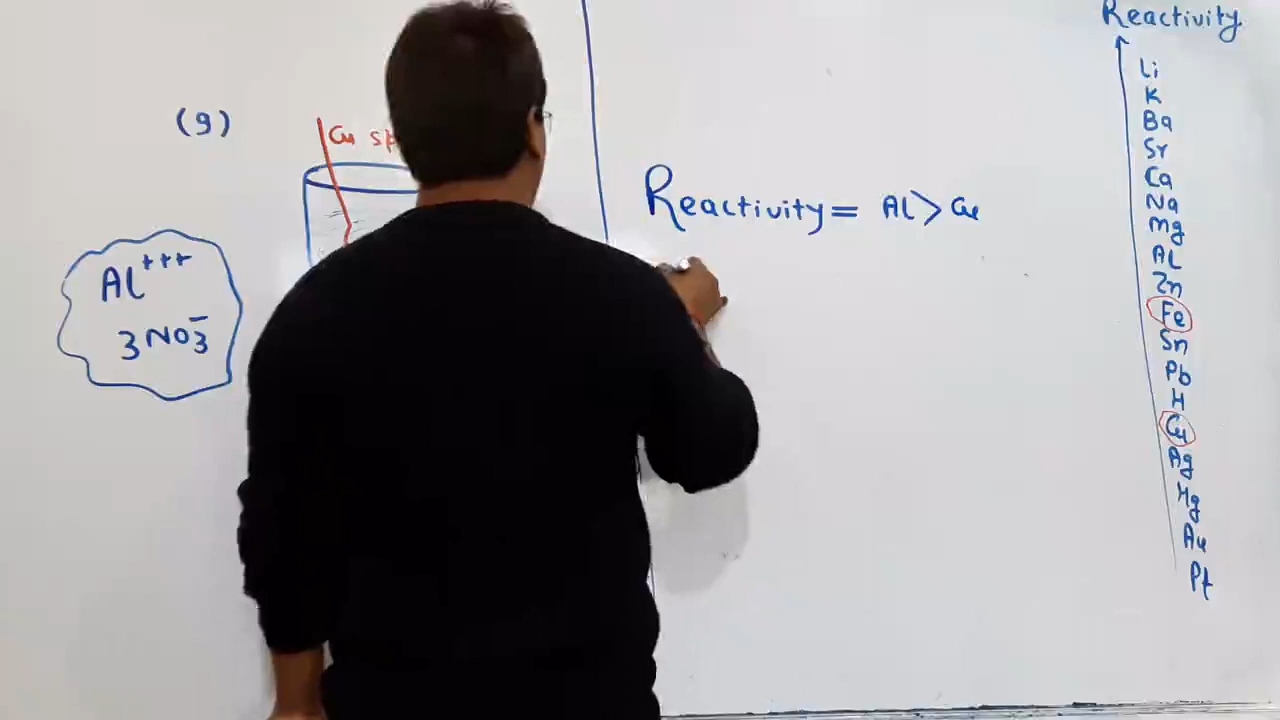 (9)
Cu
Al+++
3NO3-
Reactivity = Al > Cu
Reactivity
Li
K
Ba
Sr
Ca
Na
Mg
Al
Zn
Fe
Sn
Pb
H
Cu
Ag
Hg
Au
Pt